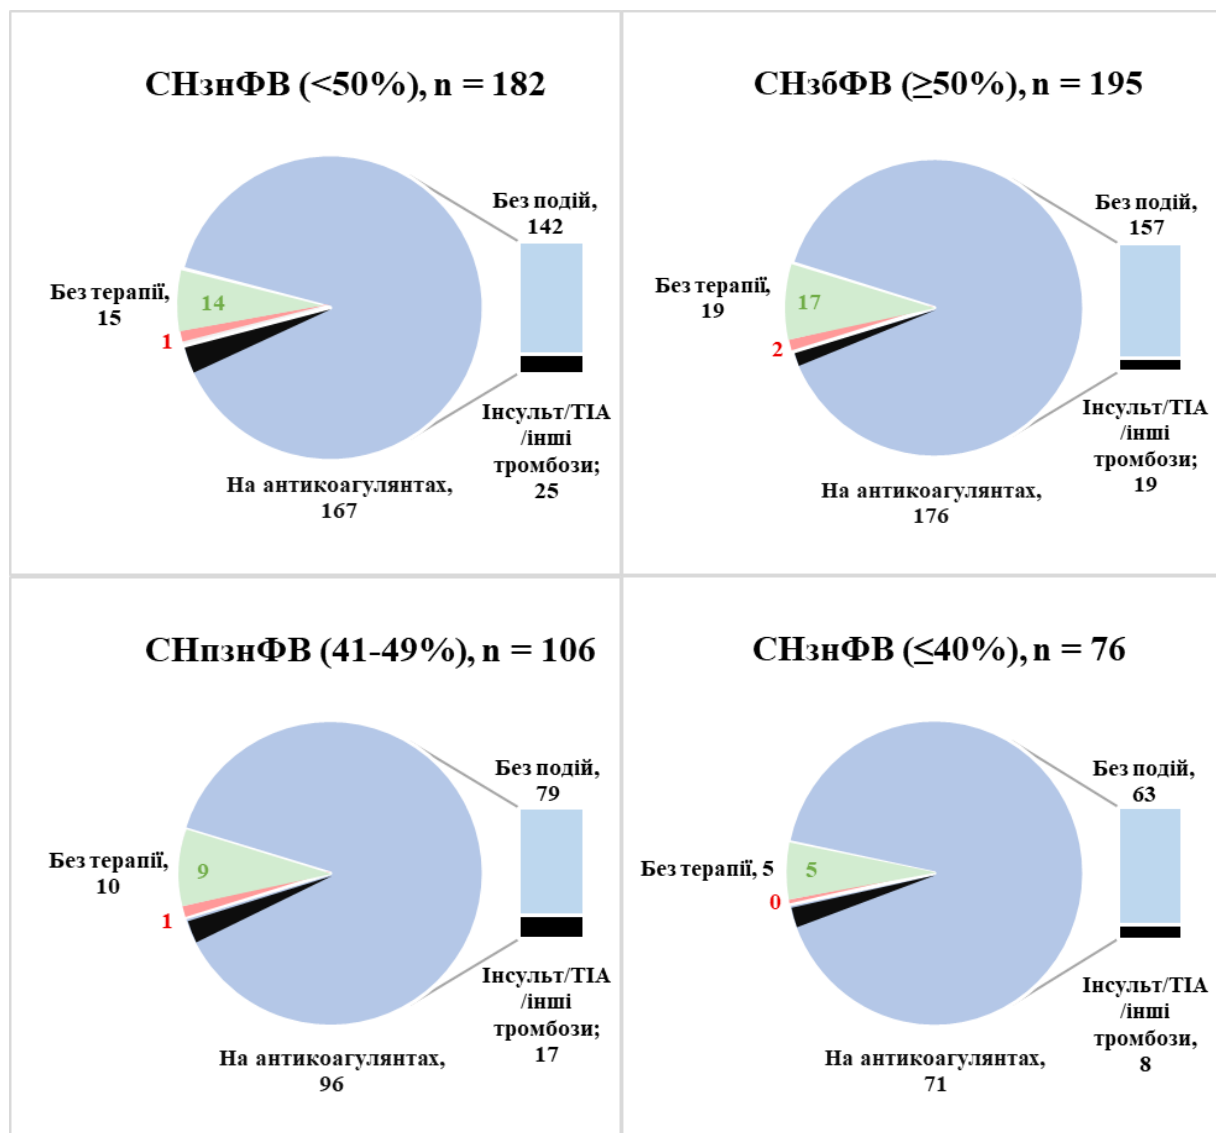 СНзнФВ (<50%), n = 182
Без подій,
142
Без терапії,
15
14
1
Інсульт/ТІА
/інші
тромбози;
25
На антикоагулянтах,
167
СНзбФВ (≥50%), n = 195
Без подій,
157
Без терапії,
19
17
2
Інсульт/ТІА
/інші
тромбози;
19
На антикоагулянтах,
176
СНпзнФВ (41-49%), n = 106
Без подій,
79
Без терапії,
10
9
1
Інсульт/ТІА
/інші
тромбози;
17
На антикоагулянтах,
96
СНзнФВ (≤40%), n = 76
Без подій,
63
Без терапії, 5
5
0
Інсульт/ТІА
/інші
тромбози,
8
На антикоагулянтах,
71